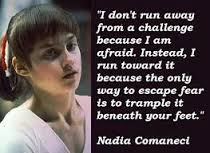 "I don't run away
from a challenge
because I am
afraid. Instead, I
run toward it
because the only
way to escape fear
is to trample it
beneath your feet."
Nadia Comaneci